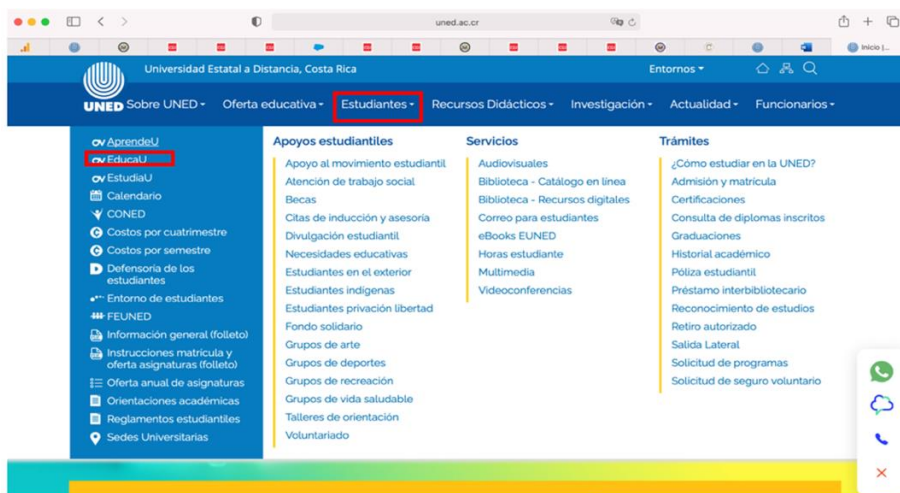 uned.ac.cr
Inicio |...
Universidad Estatal a Distancia, Costa Rica
Entornos
UNED
Sobre UNED
Oferta educativa
Estudiantes
Recursos Didácticos
Investigación
Actualidad
Funcionarios
AprendeU
EducaU
EstudiaU
Calendario
CONED
Costos por cuatrimestre
Costos por semestre
Defensoría de los
estudiantes
Entorno de estudiantes
FEUNED
Información general (folleto)
Instrucciones matrícula y
oferta asignaturas (folleto)
Oferta anual de asignaturas
Orientaciones académicas
Reglamentos estudiantiles
Sedes Universitarias
Apoyos estudiantiles
Apoyo al movimiento estudiantil
Atención de trabajo social
Becas
Citas de inducción y asesoría
Divulgación estudiantil
Necesidades educativas
Estudiantes en el exterior
Estudiantes indígenas
Estudiantes privación libertad
Fondo solidario
Grupos de arte
Grupos de deportes
Grupos de recreación
Grupos de vida saludable
Talleres de orientación
Voluntariado
Servicios
Audiovisuales
Biblioteca - Catálogo en línea
Biblioteca - Recursos digitales
Correo para estudiantes
eBooks EUNED
Horas estudiante
Multimedia
Videoconferencias
Trámites
¿Cómo estudiar en la UNED?
Admisión y matrícula
Certificaciones
Consulta de diplomas inscritos
Graduaciones
Historial académico
Póliza estudiantil
Préstamo interbibliotecario
Reconocimiento de estudios
Retiro autorizado
Salida Lateral
Solicitud de programas
Solicitud de seguro voluntario